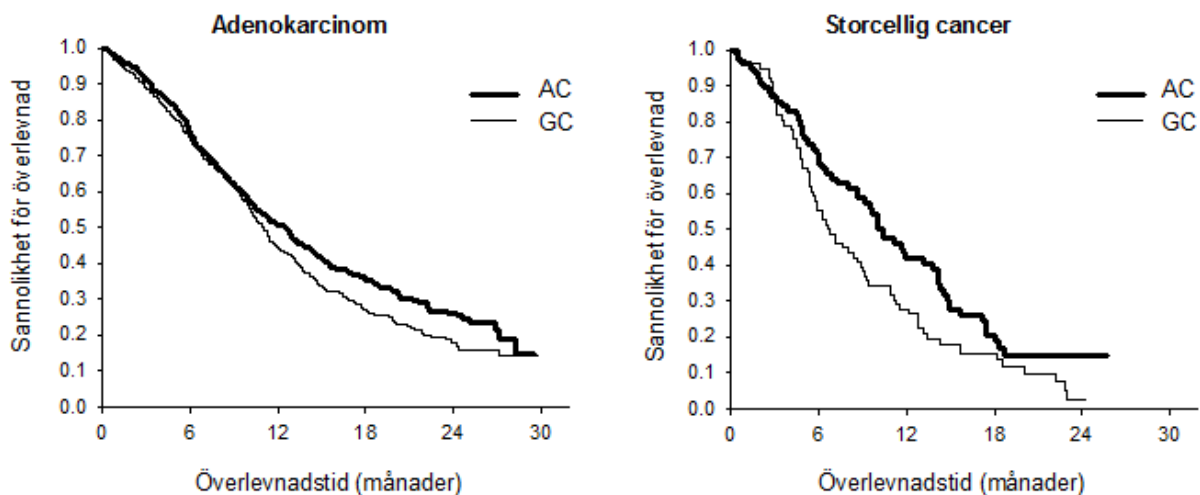 Adenokarcinom
Sannolikhet för överlevnad
1.0
0.9
0.8
0.7
0.6
0.5
0.4
0.3
0.2
0.1
0.0
AC
GC
0 6 12 18 24 30
Överlevnadstid (månader)
Storcellig cancer
Sannolikhet för överlevnad
1.0
0.9
0.8
0.7
0.6
0.5
0.4
0.3
0.2
0.1
0.0
AC
GC
0 6 12 18 24 30
Överlevnadstid (månader)